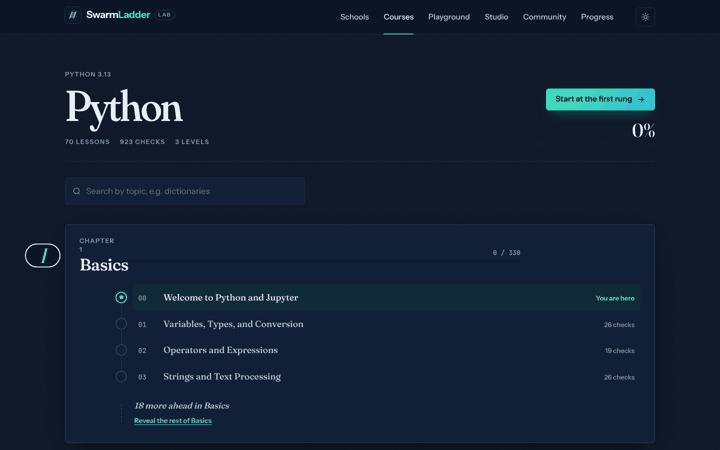 SwarmLadder LAB
Schools Courses Playground Studio Community Progress
PYTHON 3.13
Python
Start at the first rung →
0%
70 LESSONS 923 CHECKS 3 LEVELS
Search by topic, e.g. dictionaries
CHAPTER
1
Basics
0 / 330
00 Welcome to Python and Jupyter You are here
01 Variables, Types, and Conversion 26 checks
02 Operators and Expressions 19 checks
03 Strings and Text Processing 26 checks
18 more ahead in Basics
Reveal the rest of Basics